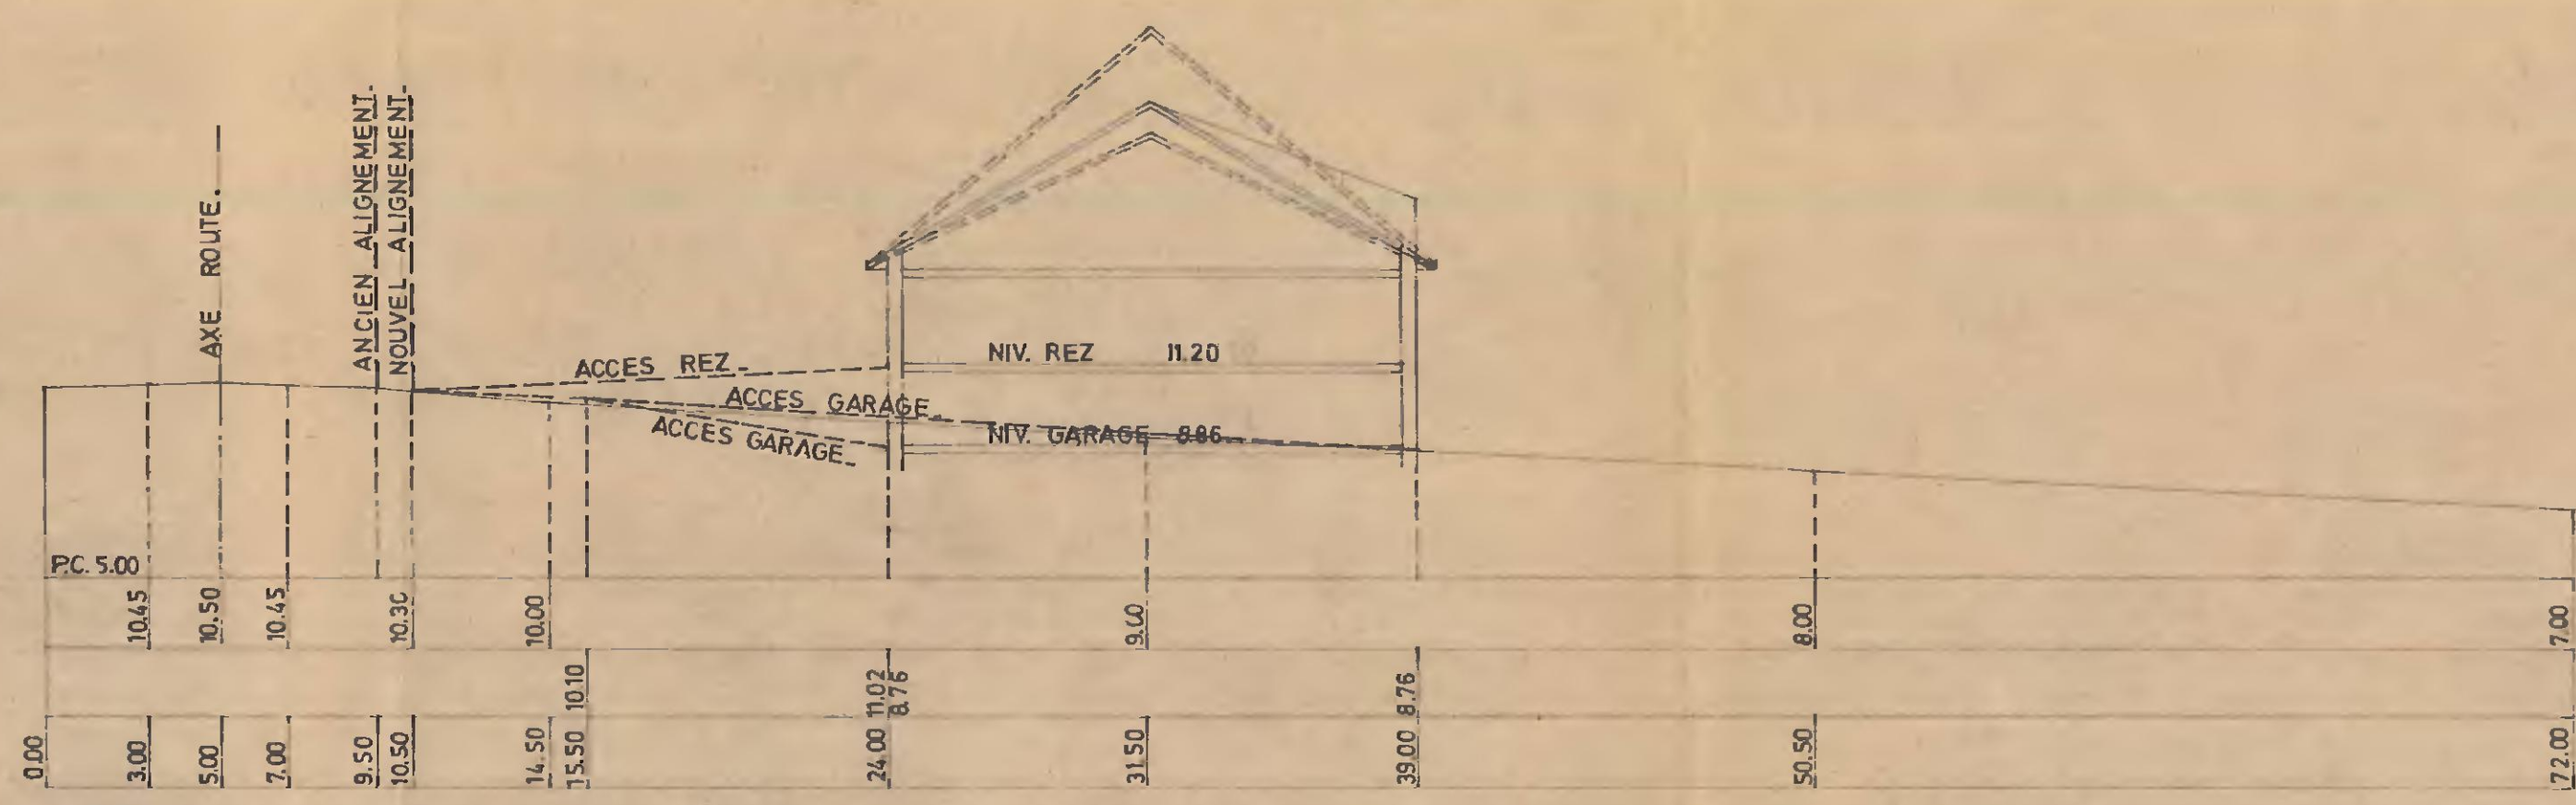 AXE ROUTE.
ANCIEN ALIGNEMENT.
NOUVEL ALIGNEMENT.
ACCES REZ.
NIV. REZ 11.20
ACCES GARAGE.
ACCES GARAGE.
NIV. GARAGE 8.86
P.C. 5.00
10.45 10.50 10.45 10.30 10.00 9.00 8.00 7.00
10.10 11.02 8.76 8.76
0.00 3.00 5.00 7.00 9.50 10.50 14.50 15.50 24.00 31.50 39.00 50.50 72.00